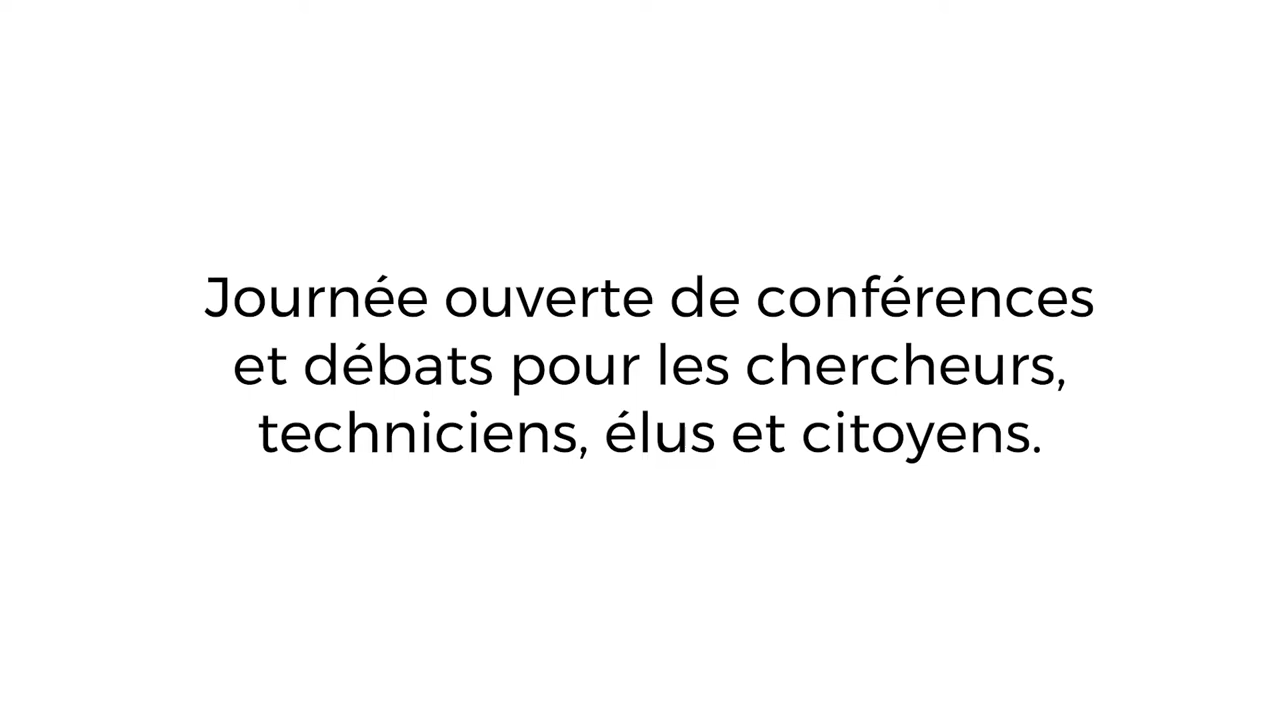 Journée ouverte de conférences
et débats pour les chercheurs,
techniciens, élus et citoyens.